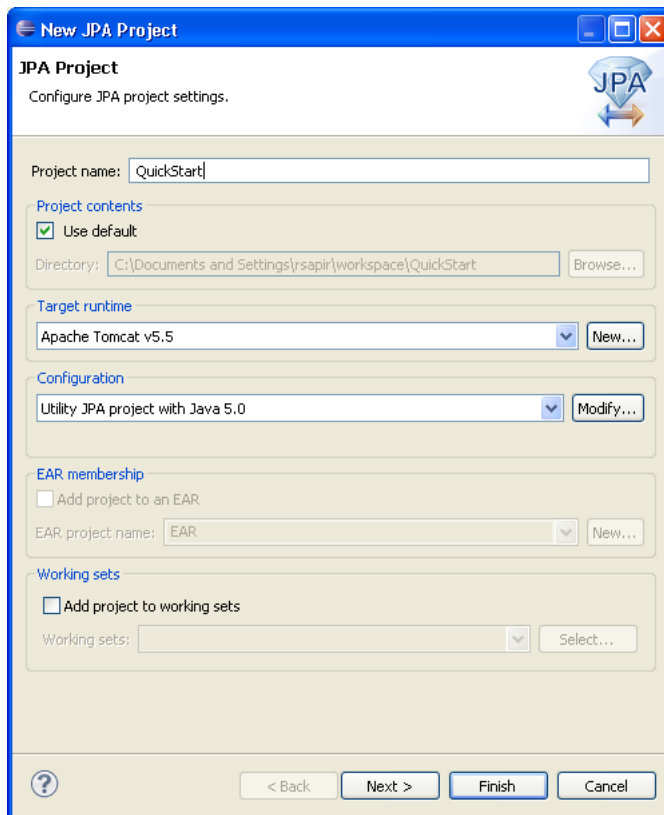 New JPA Project
JPA Project
Configure JPA project settings.
JPA
Project name: QuickStart
Project contents
Use default
Directory: C:\Documents and Settings\rsapir\workspace\QuickStart Browse...
Target runtime
Apache Tomcat v5.5 New...
Configuration
Utility JPA project with Java 5.0 Modify...
EAR membership
Add project to an EAR
EAR project name: EAR New...
Working sets
Add project to working sets
Working sets: Select...
? < Back Next > Finish Cancel